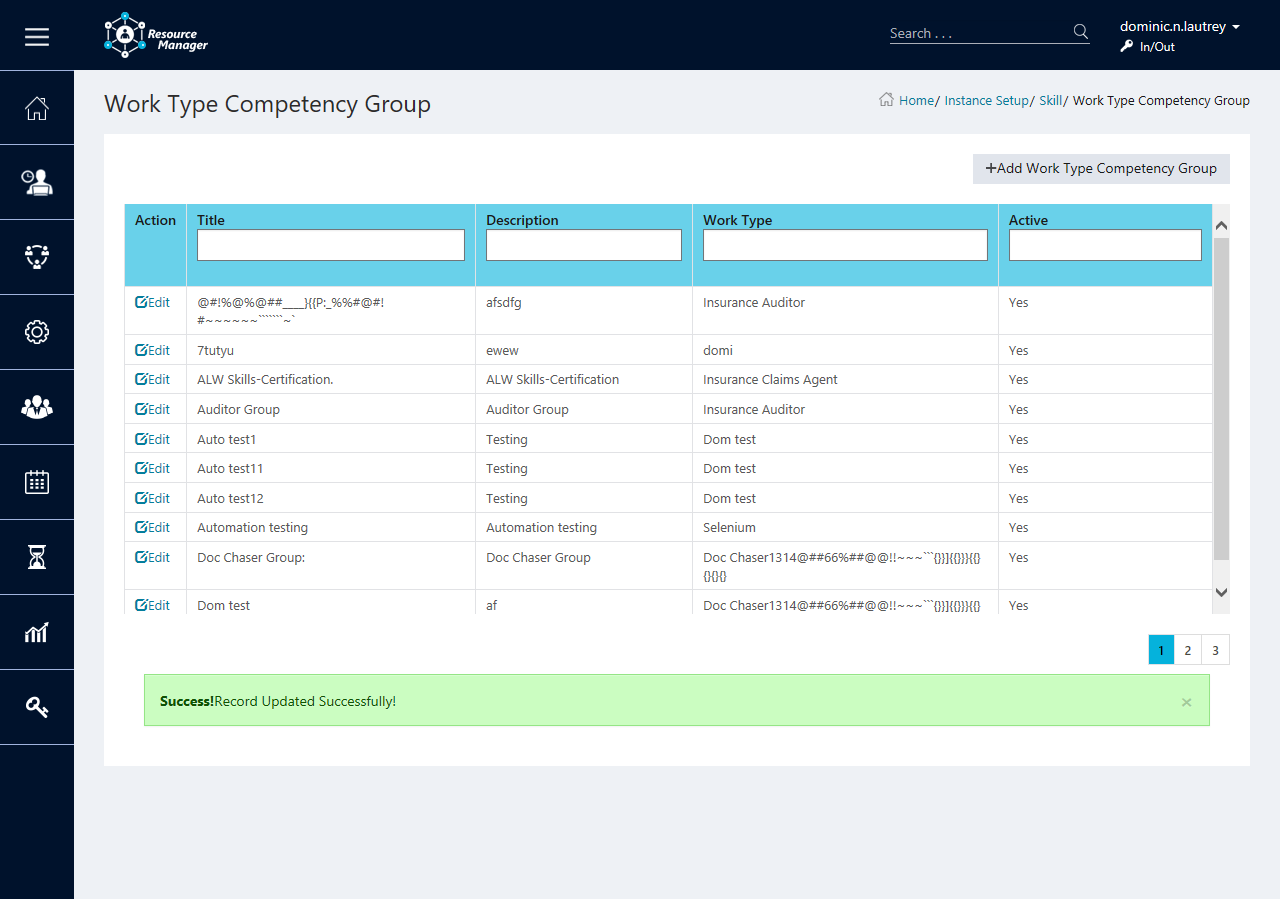 Resource
Manager
Search . . .
dominic.n.lautrey
In/Out
Work Type Competency Group
Home/ Instance Setup/ Skill/ Work Type Competency Group
+Add Work Type Competency Group
Action Title Description Work Type Active
Edit @#!%@%@##____}{{P:_%%#@#! afsdfg Insurance Auditor Yes
#~~~~~~```````~`
Edit 7tutyu ewew domi Yes
Edit ALW Skills-Certification. ALW Skills-Certification Insurance Claims Agent Yes
Edit Auditor Group Auditor Group Insurance Auditor Yes
Edit Auto test1 Testing Dom test Yes
Edit Auto test11 Testing Dom test Yes
Edit Auto test12 Testing Dom test Yes
Edit Automation testing Automation testing Selenium Yes
Edit Doc Chaser Group: Doc Chaser Group Doc Chaser1314@##66%##@@!!~~~```{}}]{{}}}{{} Yes
{}{}{}
Edit Dom test af Doc Chaser1314@##66%##@@!!~~~```{}}]{{}}}{{} Yes
1 2 3
Success!Record Updated Successfully! ×